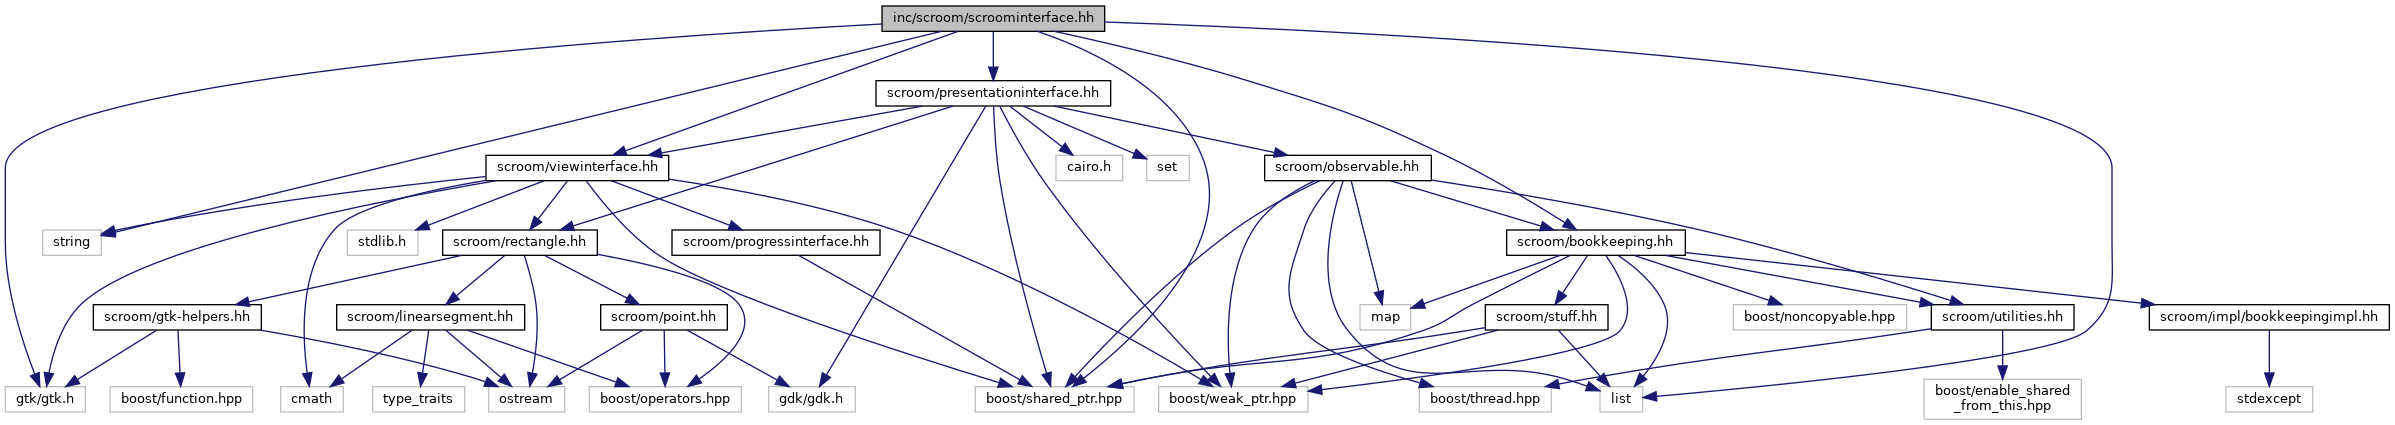 inc/scroom/scroominterface.hh
scroom/presentationinterface.hh
scroom/viewinterface.hh
cairo.h
set
scroom/observable.hh
string
stdlib.h
scroom/rectangle.hh
scroom/progressinterface.hh
scroom/bookkeeping.hh
scroom/gtk-helpers.hh
scroom/linearsegment.hh
scroom/point.hh
map
scroom/stuff.hh
boost/noncopyable.hpp
scroom/utilities.hh
scroom/impl/bookkeepingimpl.hh
gtk/gtk.h
boost/function.hpp
cmath
type_traits
ostream
boost/operators.hpp
gdk/gdk.h
boost/shared_ptr.hpp
boost/weak_ptr.hpp
boost/thread.hpp
list
boost/enable_shared
_from_this.hpp
stdexcept